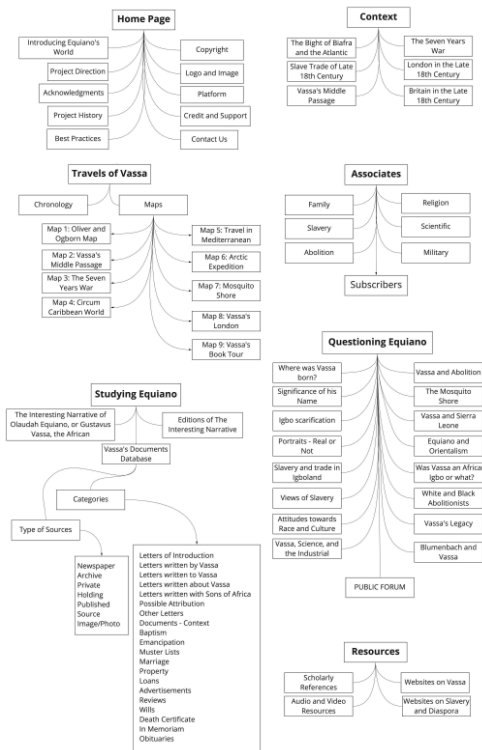 Home Page
Introducing Equiano's
World
Project Direction
Acknowledgments
Project History
Best Practices
Copyright
Logo and Image
Platform
Credit and Support
Contact Us
Context
The Bight of Biafra
and the Atlantic
Slave Trade of Late
18th Century
Vassa's Middle
Passage
The Seven Years
War
London in the Late
18th Century
Britain in the Late
18th Century
Travels of Vassa
Chronology
Maps
Map 1: Oliver and
Ogborn Map
Map 2: Vassa's
Middle Passage
Map 3: The Seven
Years War
Map 4: Circum
Caribbean World
Map 5: Travel in
Mediterranean
Map 6: Arctic
Expedition
Map 7: Mosquito
Shore
Map 8: Vassa's
London
Map 9: Vassa's
Book Tour
Associates
Family
Slavery
Abolition
Religion
Scientific
Military
Subscribers
Studying Equiano
The Interesting Narrative of
Olaudah Equiano, or Gustavus
Vassa, the African
Editions of The
Interesting Narrative
Vassa's Documents
Database
Categories
Type of Sources
Newspaper
Archive
Private
Holding
Published
Source
Image/Photo
Letters of Introduction
Letters written by Vassa
Letters written to Vassa
Letters written about Vassa
Letters written with Sons of Africa
Possible Attribution
Other Letters
Documents - Context
Baptism
Emancipation
Muster Lists
Marriage
Property
Loans
Advertisements
Reviews
Wills
Death Certificate
In Memoriam
Obituaries
Questioning Equiano
Where was Vassa
born?
Significance of his
Name
Igbo scarification
Portraits - Real or
Not
Slavery and trade in
Igboland
Views of Slavery
Attitudes towards
Race and Culture
Vassa, Science, and
the Industrial
Vassa and Abolition
The Mosquito
Shore
Vassa and Sierra
Leone
Equiano and
Orientalism
Was Vassa an African,
Igbo or what?
White and Black
Abolitionists
Vassa's Legacy
Blumenbach and
Vassa
PUBLIC FORUM
Resources
Scholarly
References
Audio and Video
Resources
Websites on Vassa
Websites on Slavery
and Diaspora